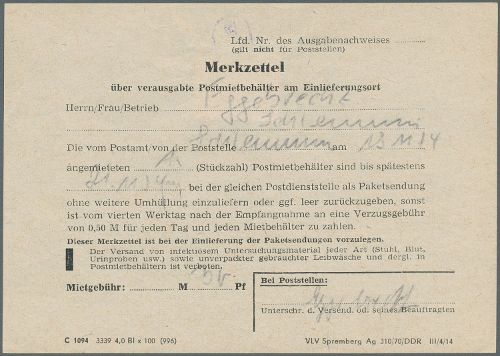 Lfd. Nr. des Ausgabenachweises
(gilt nicht für Poststellen)
Merkzettel
über verausgabte Postmietbehälter am Einlieferungsort
Herrn/Frau/Betrieb
Die vom Postamt von der Poststelle am 13 11 84
angemieteten 1 (Stückzahl) Postmietbehälter sind bis spätestens
bei der gleichen Postdienststelle als Paketsendung
ohne weitere Umhüllung einzuliefern oder ggf. leer zurückzugeben, sonst
ist vom vierten Werktag nach der Empfangnahme an eine Verzugsgebühr
von 0,50 M für jeden Tag und jeden Mietbehälter zu zahlen.
Dieser Merkzettel ist bei der Einlieferung der Paketsendungen vorzulegen.
Der Versand von infektiösem Untersuchungsmaterial jeder Art (Stuhl, Blut,
Urinproben usw.) sowie unverpackter gebrauchter Leibwäsche und dergl. in
Postmietbehältern ist verboten.
Mietgebühr: M Pf
Bei Poststellen:
Unterschr. d. Versend. od. seines Beauftragten
C 1094 3339 4,0 Bl x 100 (996)
VLV Spremberg Ag 310/70/DDR III/4/14